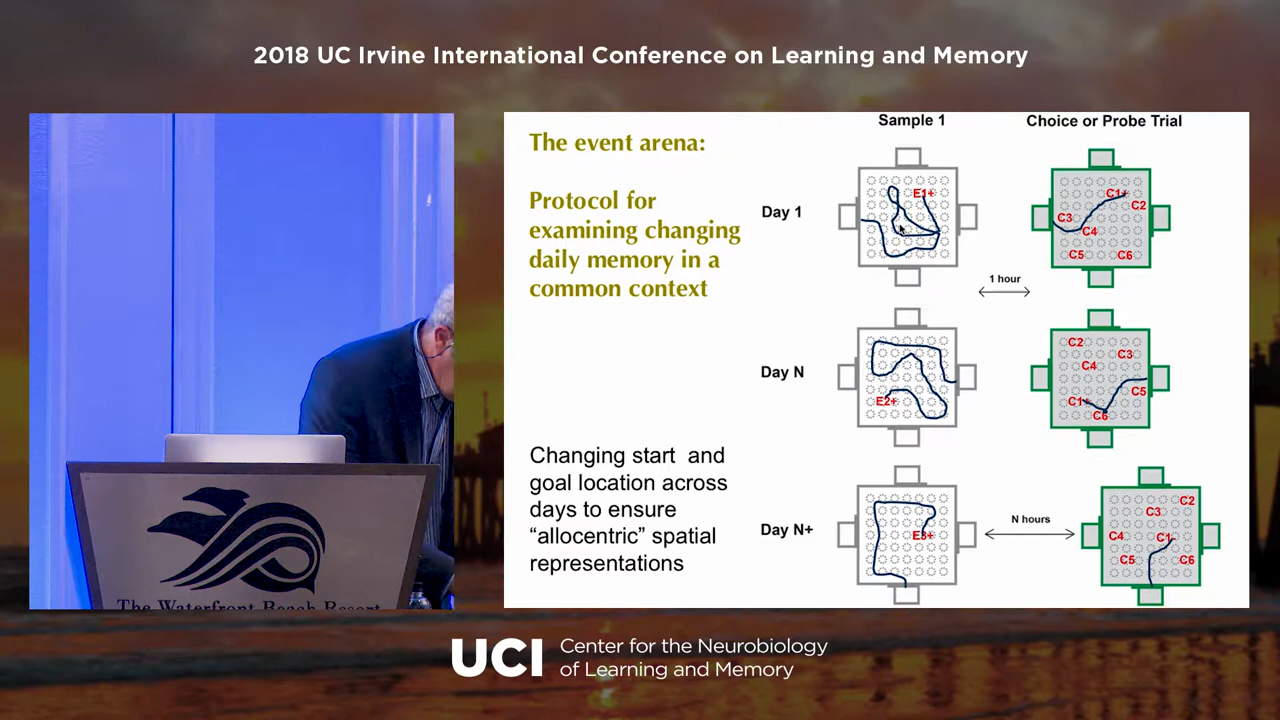 2018 UC Irvine International Conference on Learning and Memory
The event arena:
Protocol for
examining changing
daily memory in a
common context
Changing start and
goal location across
days to ensure
“allocentric” spatial
representations
Sample 1
Choice or Probe Trial
Day 1
E1+
C1+
C2
C3
C4
C5
C6
1 hour
Day N
E2+
C2
C3
C4
C5
C1
C6
Day N+
E3+
N hours
C2
C3
C4
C1
C5
C6
The Waterfront Beach Resort
UCI
Center for the Neurobiology
of Learning and Memory